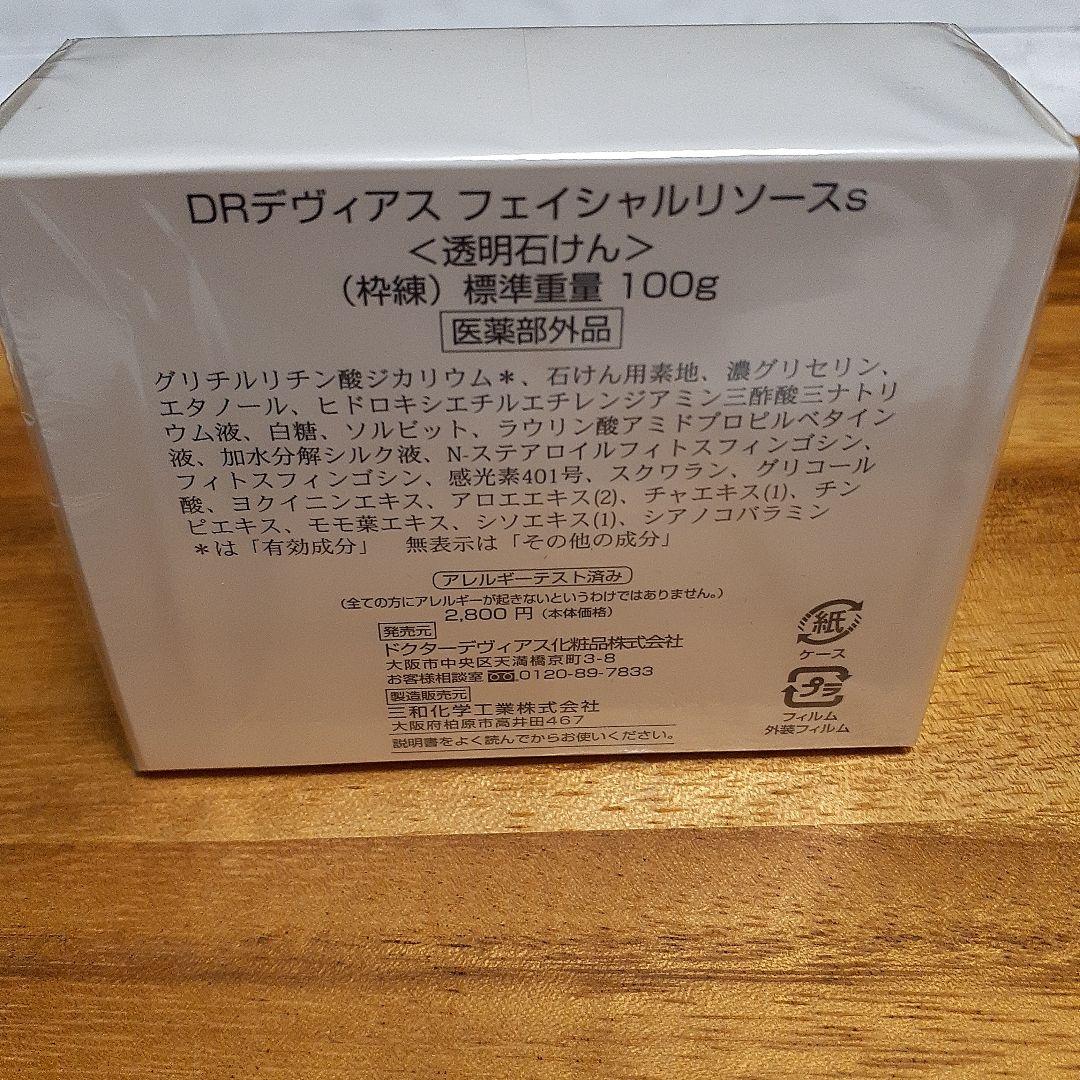 DRデヴィアス フェイシャルリソースs
＜透明石けん＞
（枠練）標準重量 100g
医薬部外品
グリチルリチン酸ジカリウム＊、石けん用素地、濃グリセリン、
エタノール、ヒドロキシエチルエチレンジアミン三酢酸三ナトリ
ウム液、白糖、ソルビット、ラウリン酸アミドプロピルベタイン
液、加水分解シルク液、N-ステアロイルフィトスフィンゴシン、
フィトスフィンゴシン、感光素401号、スクワラン、グリコール
酸、ヨクイニンエキス、アロエエキス(2)、チャエキス(1)、チン
ピエキス、モモ葉エキス、シソエキス(1)、シアノコバラミン
＊は「有効成分」　無表示は「その他の成分」
アレルギーテスト済み
（全ての方にアレルギーが起きないというわけではありません。）
2,800 円（本体価格）
発売元
ドクターデヴィアス化粧品株式会社
大阪市中央区天満橋京町3-8
お客様相談室 0120-89-7833
製造販売元
三和化学工業株式会社
大阪府柏原市高井田467
説明書をよく読んでからお使いください。
紙
ケース
プラ
フィルム
外装フィルム